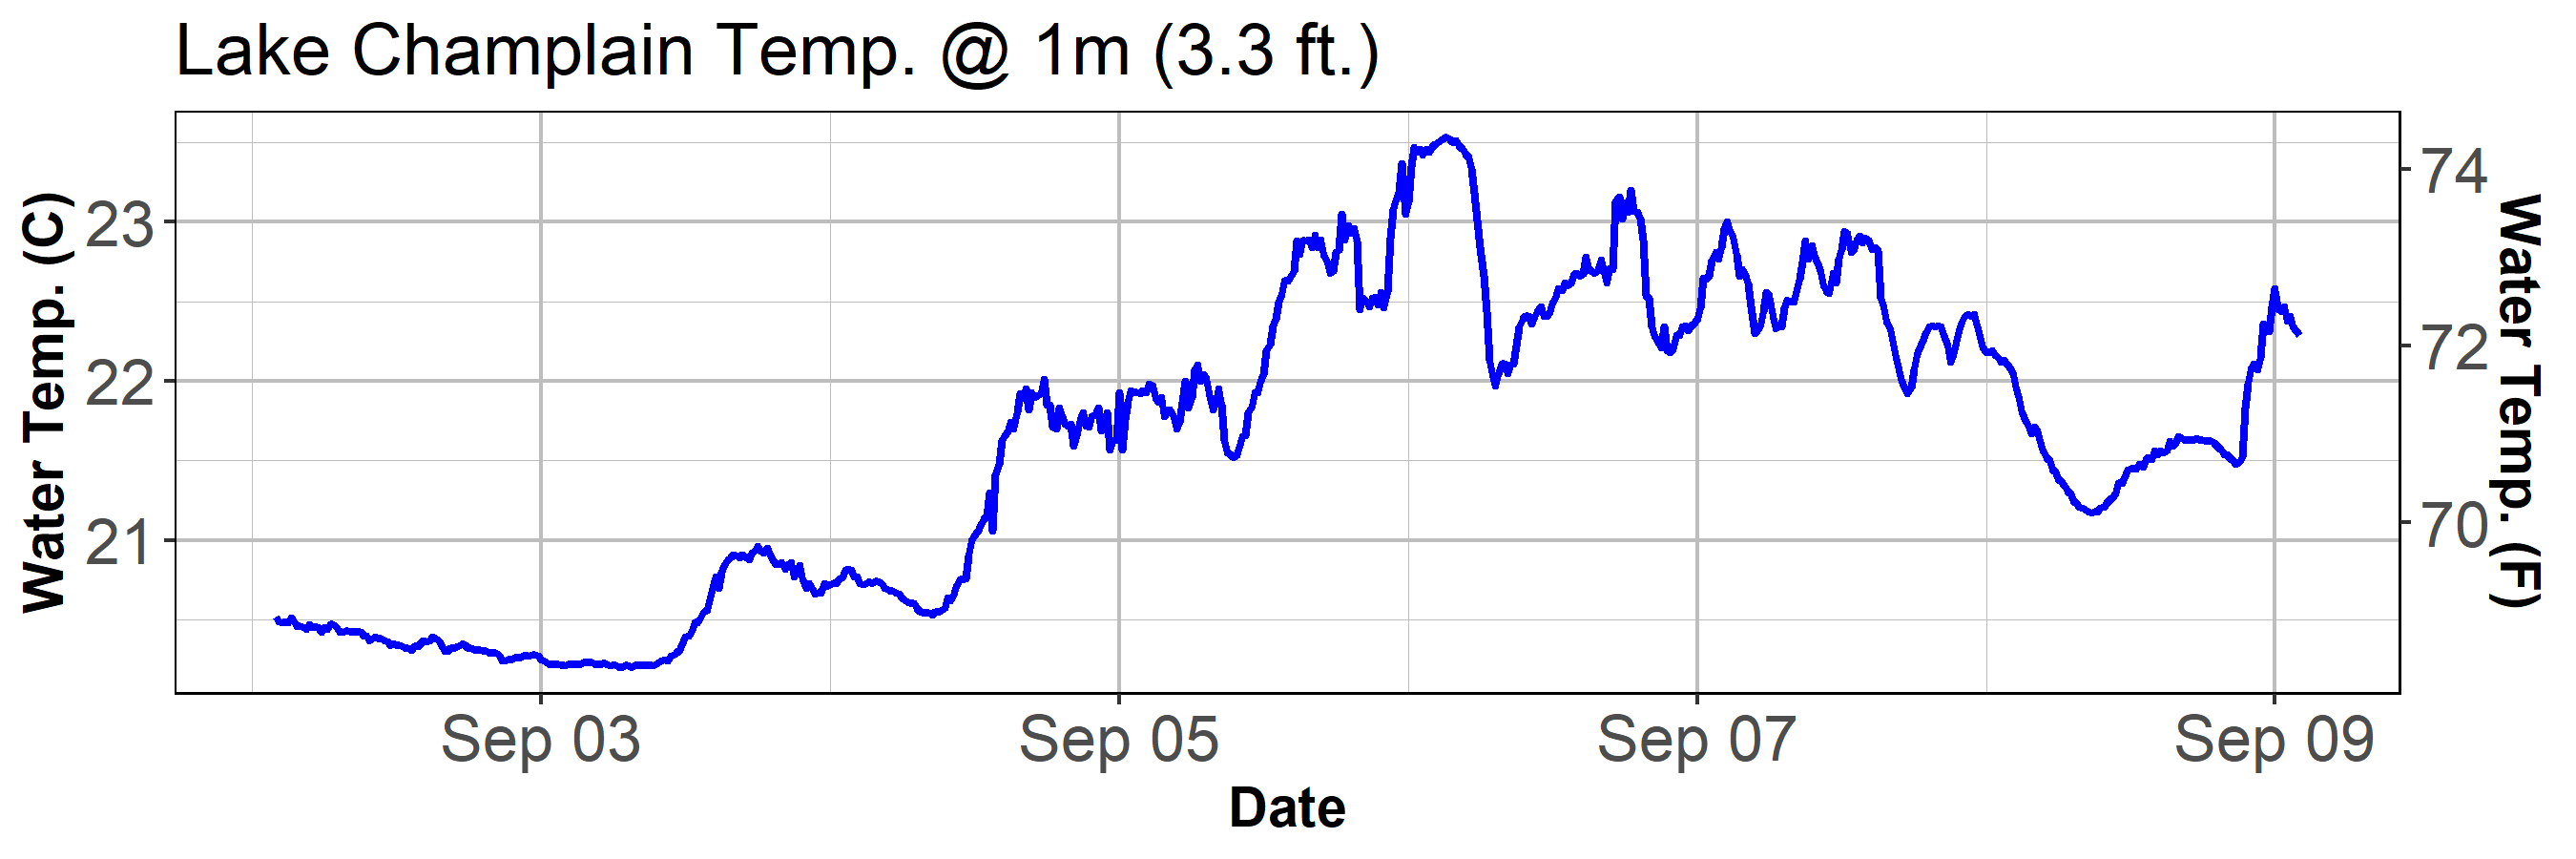 Lake Champlain Temp. @ 1m (3.3 ft.)
Water Temp. (C)
23
22
21
74
72
70
Water Temp. (F)
Sep 03
Sep 05
Sep 07
Sep 09
Date